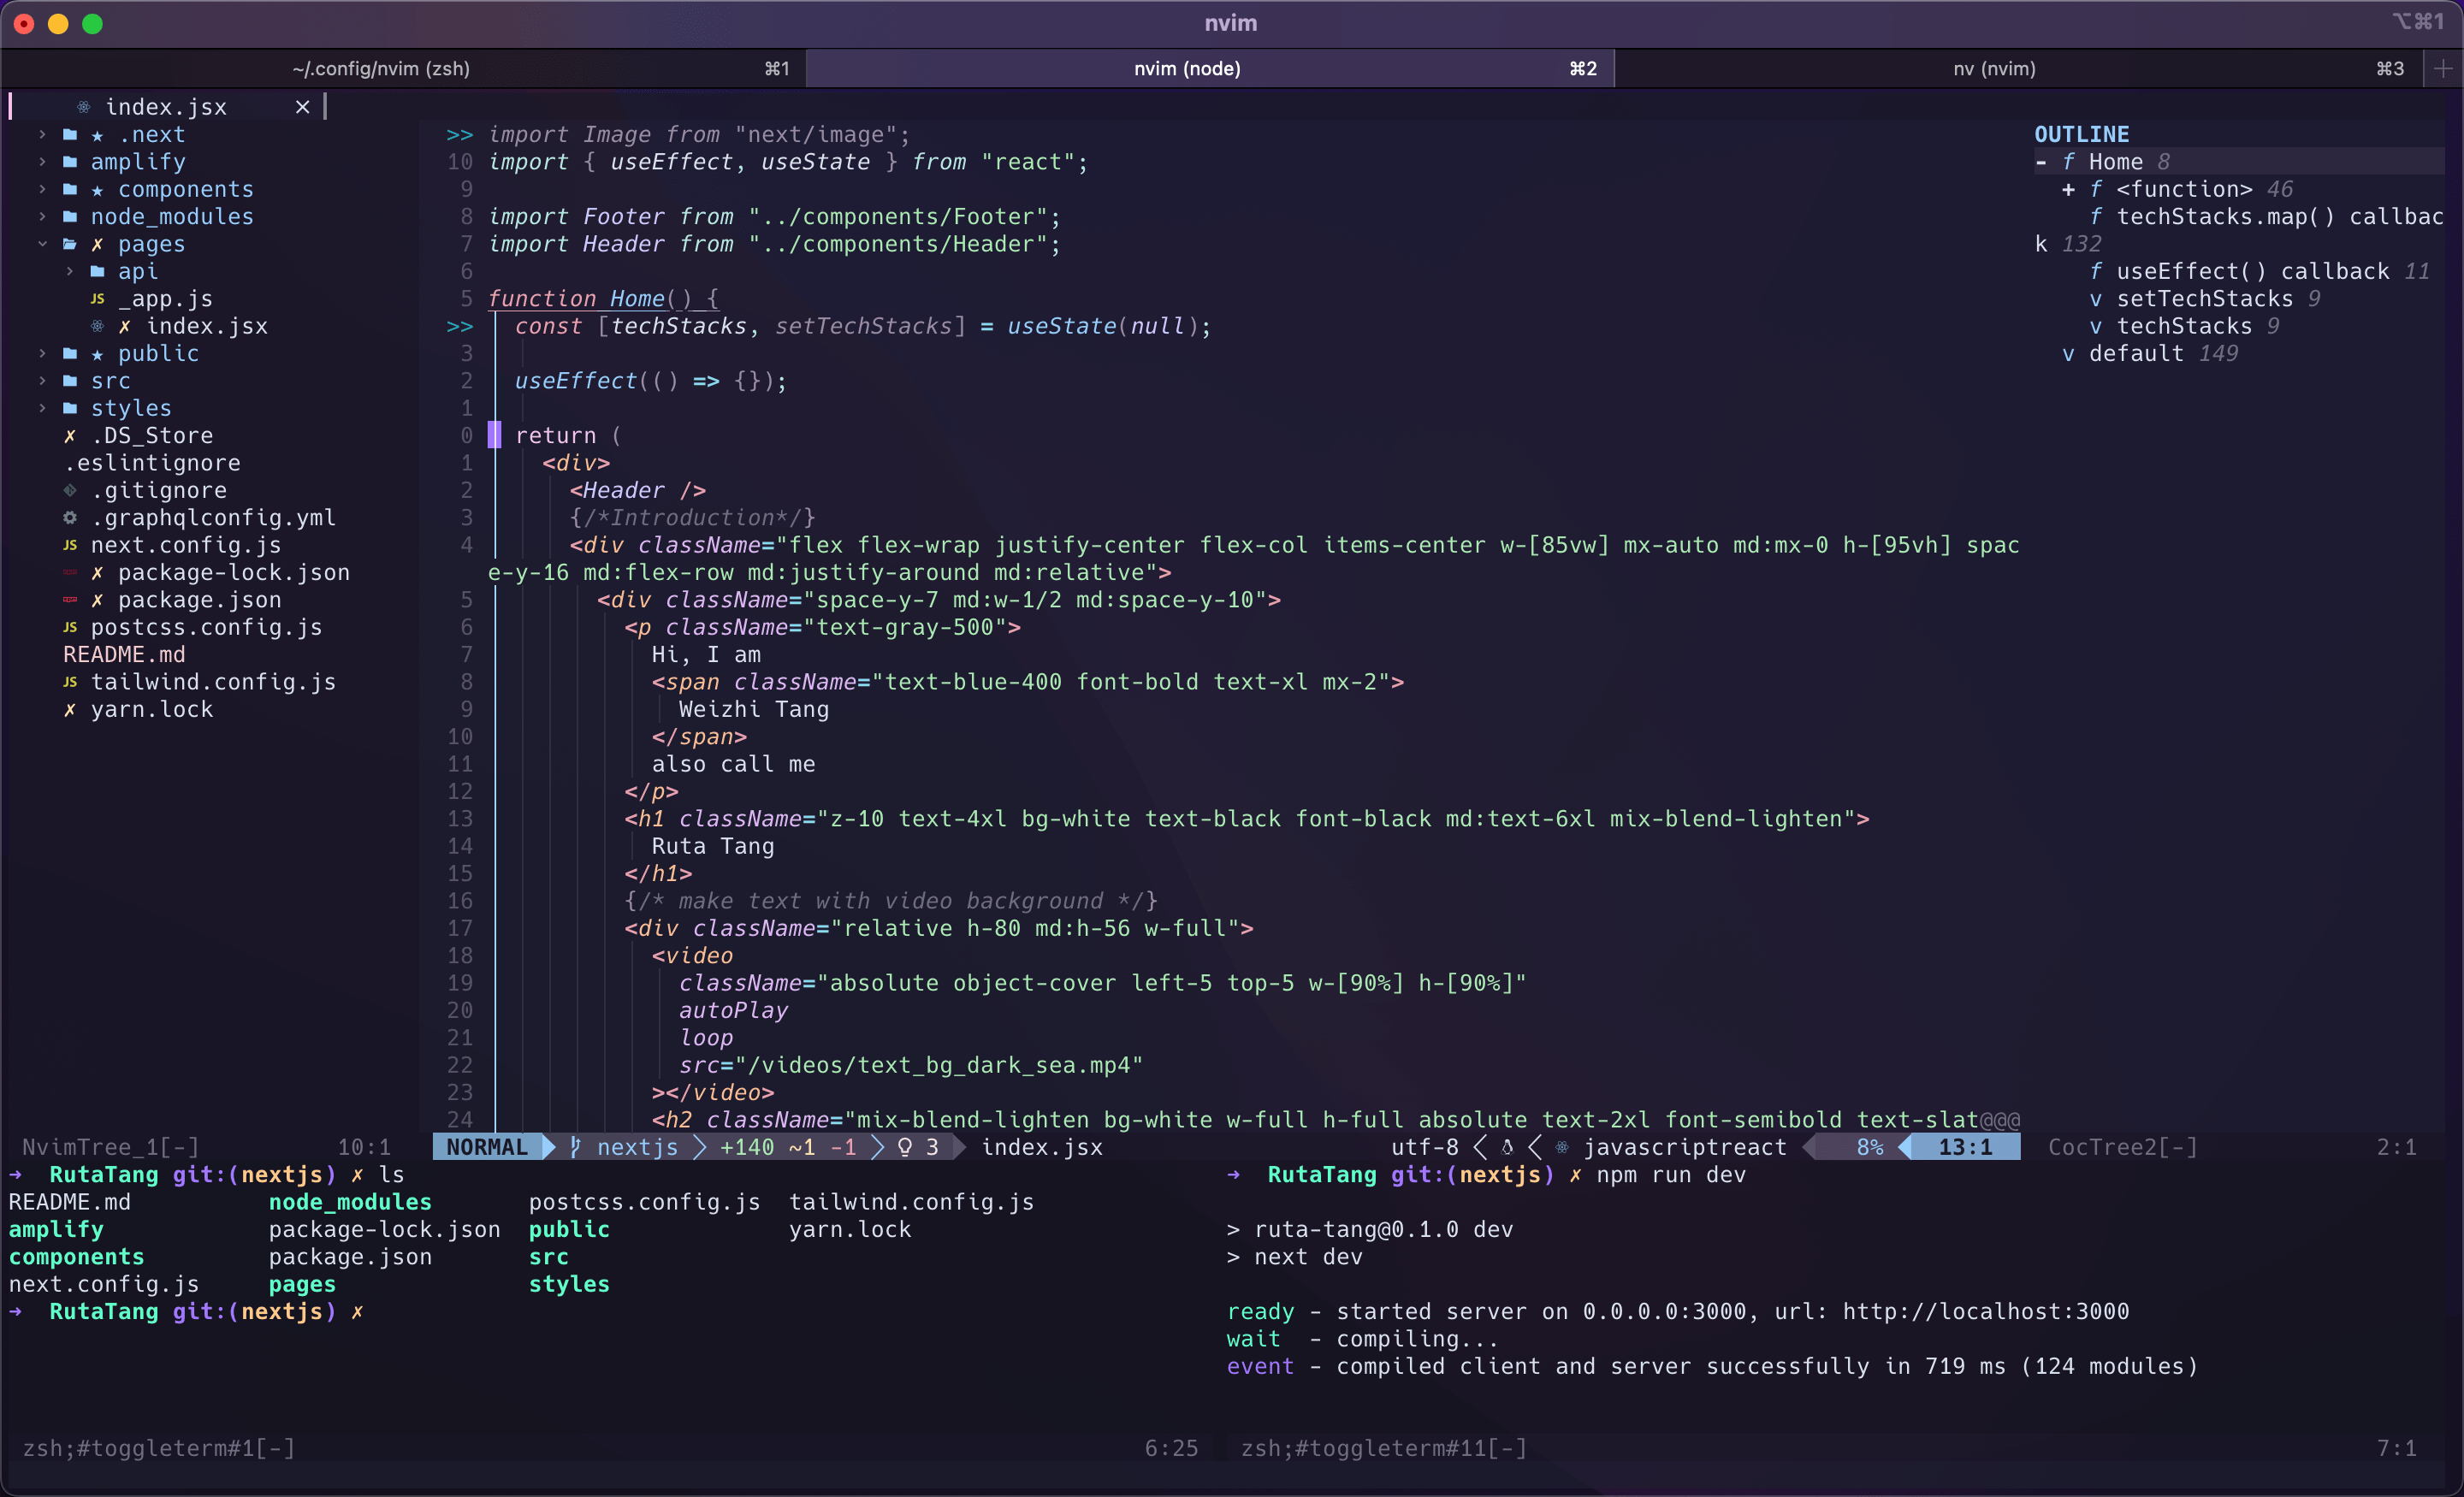 nvim
⌥⌘1
~/.config/nvim (zsh) ⌘1
nvim (node) ⌘2
nv (nvim) ⌘3
index.jsx ×
.next
amplify
components
node_modules
pages
api
JS _app.js
✗ index.jsx
public
src
styles
✗ .DS_Store
.eslintignore
.gitignore
.graphqlconfig.yml
JS next.config.js
✗ package-lock.json
✗ package.json
JS postcss.config.js
README.md
JS tailwind.config.js
✗ yarn.lock
NvimTree_1[-] 10:1
>> import Image from "next/image";
10 import { useEffect, useState } from "react";
9
8 import Footer from "../components/Footer";
7 import Header from "../components/Header";
6
5 function Home() {
>> const [techStacks, setTechStacks] = useState(null);
3
2 useEffect(() => {});
1
0 return (
1 <div>
2 <Header />
3 {/*Introduction*/}
4 <div className="flex flex-wrap justify-center flex-col items-center w-[85vw] mx-auto md:mx-0 h-[95vh] spac
e-y-16 md:flex-row md:justify-around md:relative">
5 <div className="space-y-7 md:w-1/2 md:space-y-10">
6 <p className="text-gray-500">
7 Hi, I am
8 <span className="text-blue-400 font-bold text-xl mx-2">
9 Weizhi Tang
10 </span>
11 also call me
12 </p>
13 <h1 className="z-10 text-4xl bg-white text-black font-black md:text-6xl mix-blend-lighten">
14 Ruta Tang
15 </h1>
16 {/* make text with video background */}
17 <div className="relative h-80 md:h-56 w-full">
18 <video
19 className="absolute object-cover left-5 top-5 w-[90%] h-[90%]"
20 autoPlay
21 loop
22 src="/videos/text_bg_dark_sea.mp4"
23 ></video>
24 <h2 className="mix-blend-lighten bg-white w-full h-full absolute text-2xl font-semibold text-slat@@@
NORMAL nextjs +140 ~1 -1 3 index.jsx utf-8 javascriptreact 8% 13:1
OUTLINE
- f Home 8
+ f <function> 46
f techStacks.map() callbac
k 132
f useEffect() callback 11
v setTechStacks 9
v techStacks 9
v default 149
CocTree2[-] 2:1
→ RutaTang git:(nextjs) ✗ ls
README.md node_modules postcss.config.js tailwind.config.js
amplify package-lock.json public yarn.lock
components package.json src
next.config.js pages styles
→ RutaTang git:(nextjs) ✗
zsh;#toggleterm#1[-] 6:25
→ RutaTang git:(nextjs) ✗ npm run dev
> ruta-tang@0.1.0 dev
> next dev
ready - started server on 0.0.0.0:3000, url: http://localhost:3000
wait - compiling...
event - compiled client and server successfully in 719 ms (124 modules)
zsh;#toggleterm#11[-] 7:1